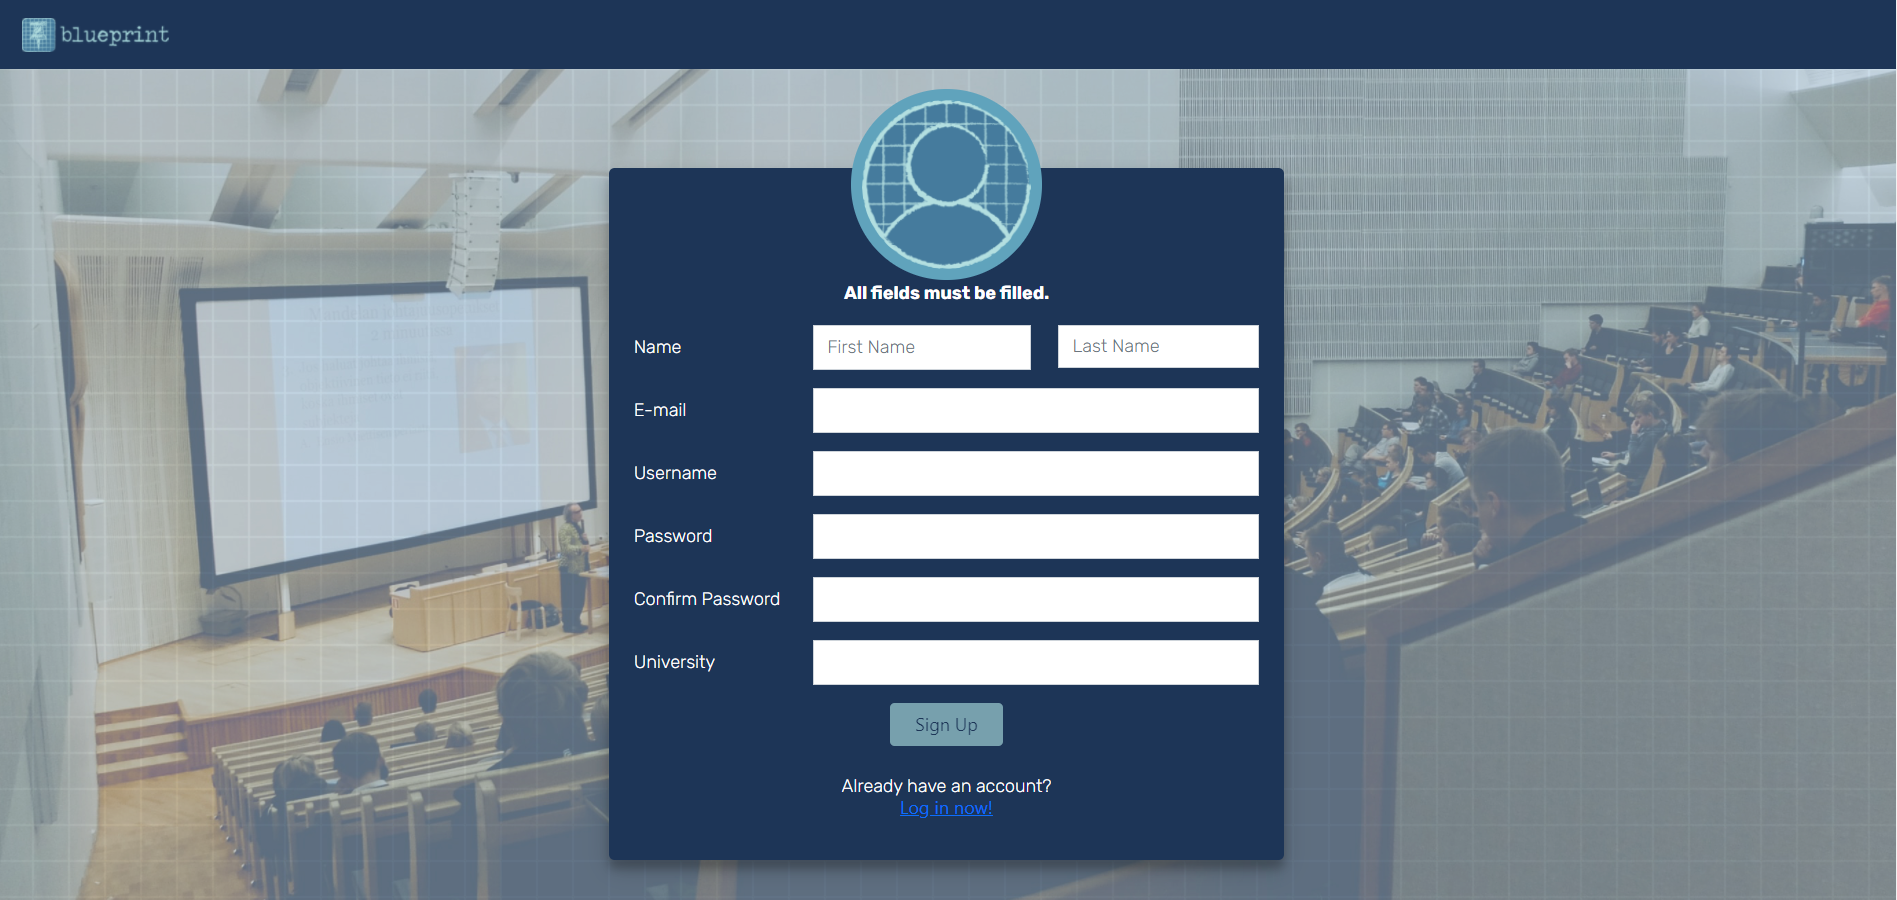 blueprint
All fields must be filled.
Name
First Name
Last Name
E-mail
Username
Password
Confirm Password
University
Sign Up
Already have an account?
Log in now!